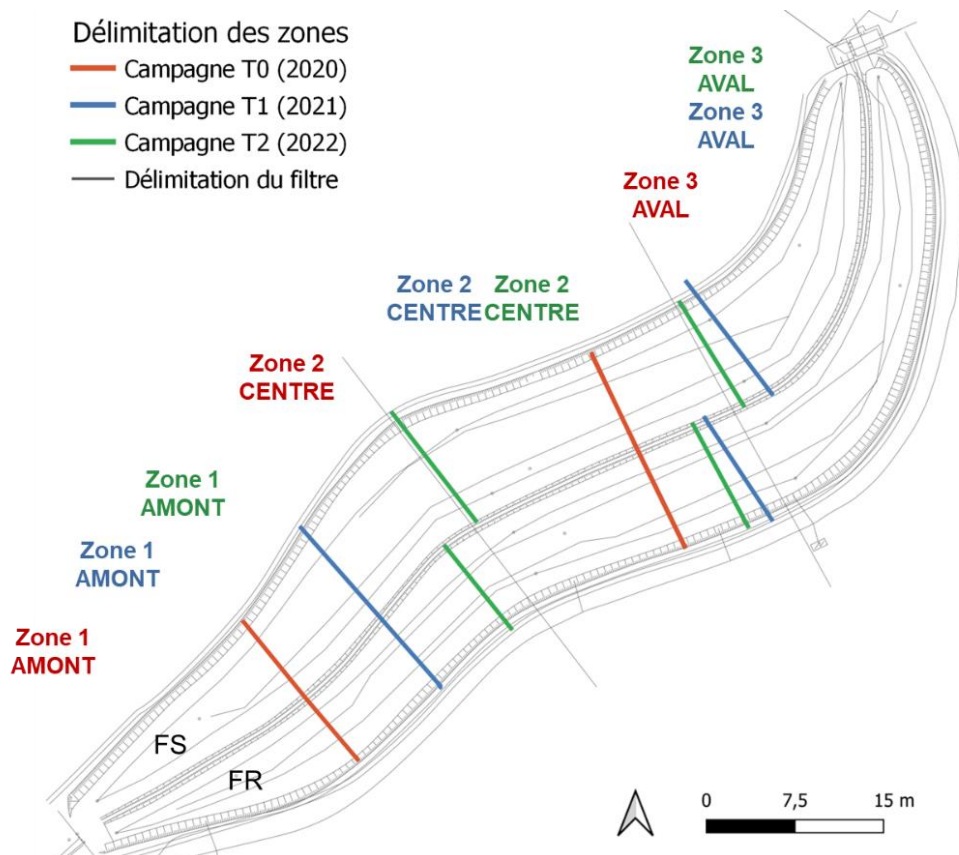 Délimitation des zones
Campagne T0 (2020)
Campagne T1 (2021)
Campagne T2 (2022)
Délimitation du filtre
Zone 3
AVAL
Zone 3
AVAL
Zone 3
AVAL
Zone 2
CENTRE
Zone 2
CENTRE
Zone 2
CENTRE
Zone 1
AMONT
Zone 1
AMONT
Zone 1
AMONT
FS
FR
0 7,5 15 m